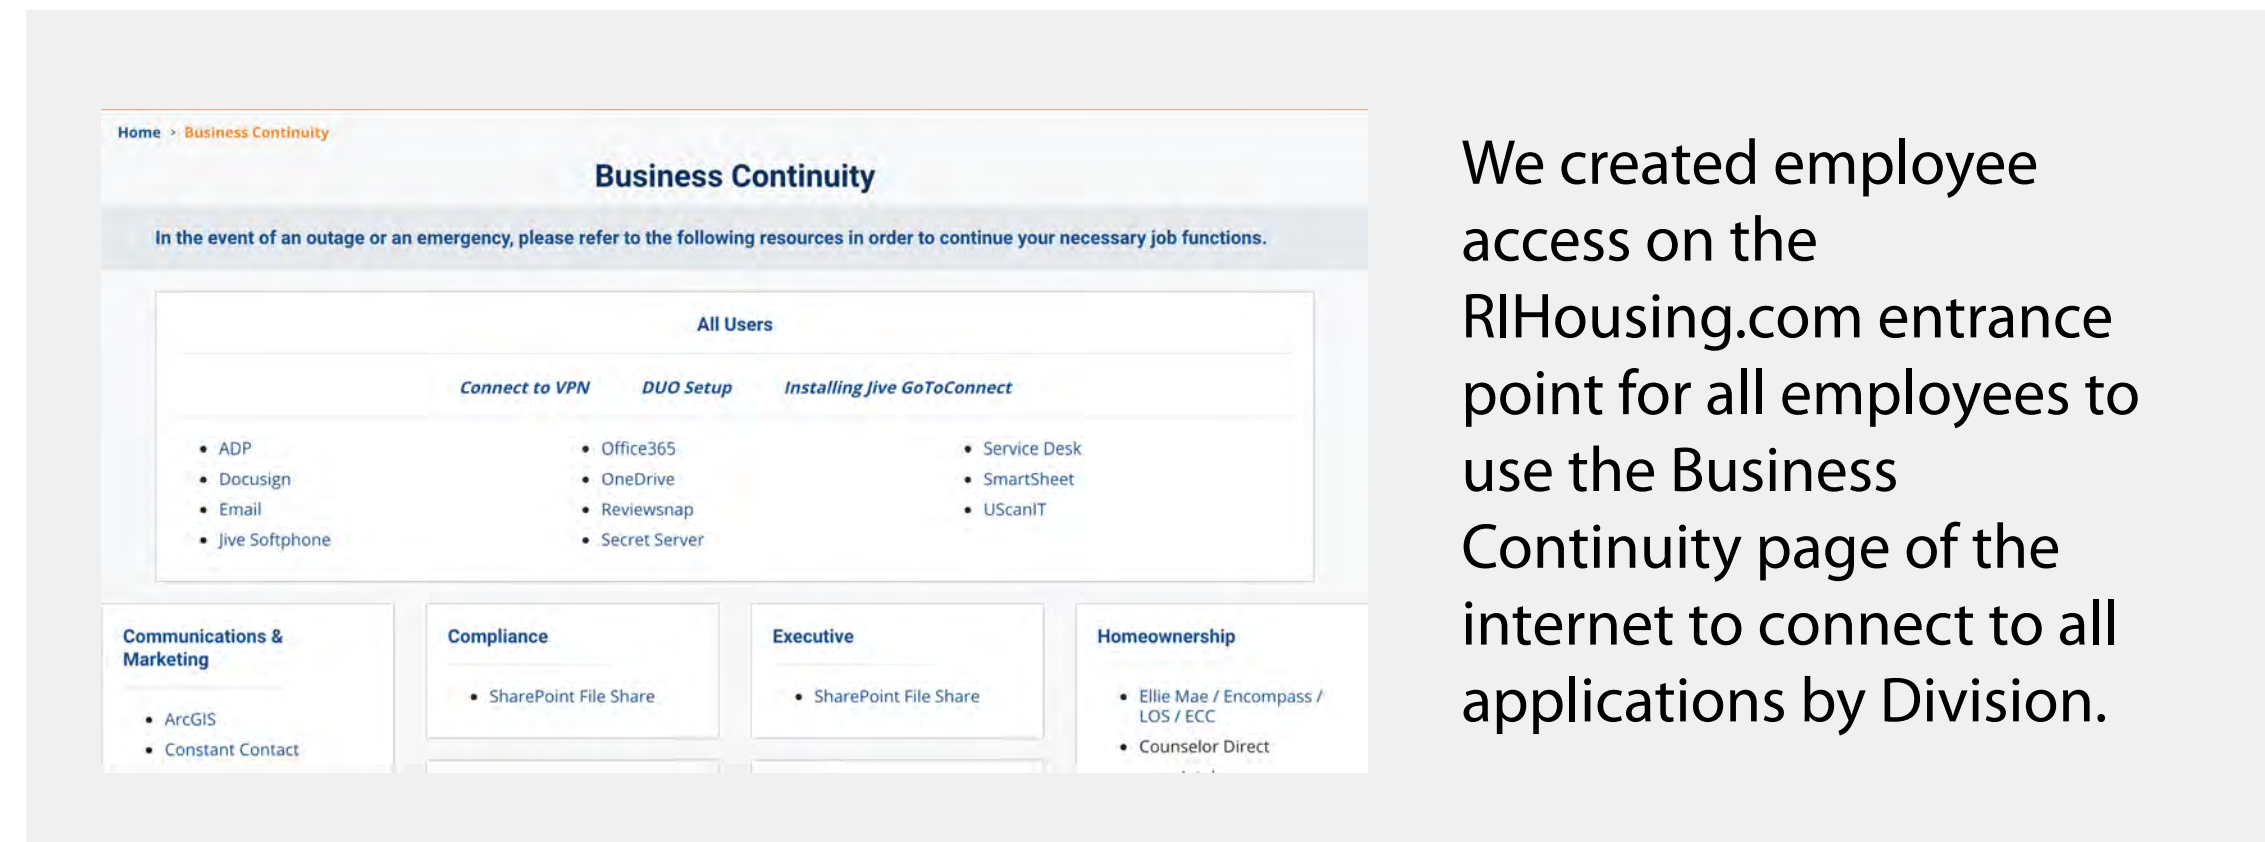 Home > Business Continuity
Business Continuity
In the event of an outage or an emergency, please refer to the following resources in order to continue your necessary job functions.
All Users
Connect to VPN DUO Setup Installing Jive GoToConnect
• ADP
• Docusign
• Email
• Jive Softphone
• Office365
• OneDrive
• Reviewsnap
• Secret Server
• Service Desk
• SmartSheet
• UScanIT
Communications &
Marketing
• ArcGIS
• Constant Contact
Compliance
• SharePoint File Share
Executive
• SharePoint File Share
Homeownership
• Ellie Mae / Encompass /
LOS / ECC
• Counselor Direct
We created employee
access on the
RIHousing.com entrance
point for all employees to
use the Business
Continuity page of the
internet to connect to all
applications by Division.